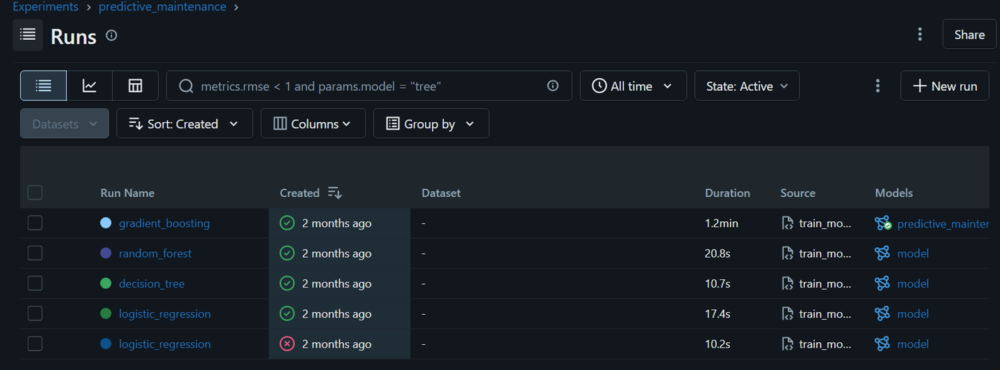 Experiments > predictive_maintenance >
Runs
Share
metrics.rmse < 1 and params.model = "tree"
All time
State: Active
New run
Datasets
Sort: Created
Columns
Group by
Run Name Created Dataset Duration Source Models
gradient_boosting 2 months ago - 1.2min train_mo... predictive_mainter
random_forest 2 months ago - 20.8s train_mo... model
decision_tree 2 months ago - 10.7s train_mo... model
logistic_regression 2 months ago - 17.4s train_mo... model
logistic_regression 2 months ago - 10.2s train_mo... model